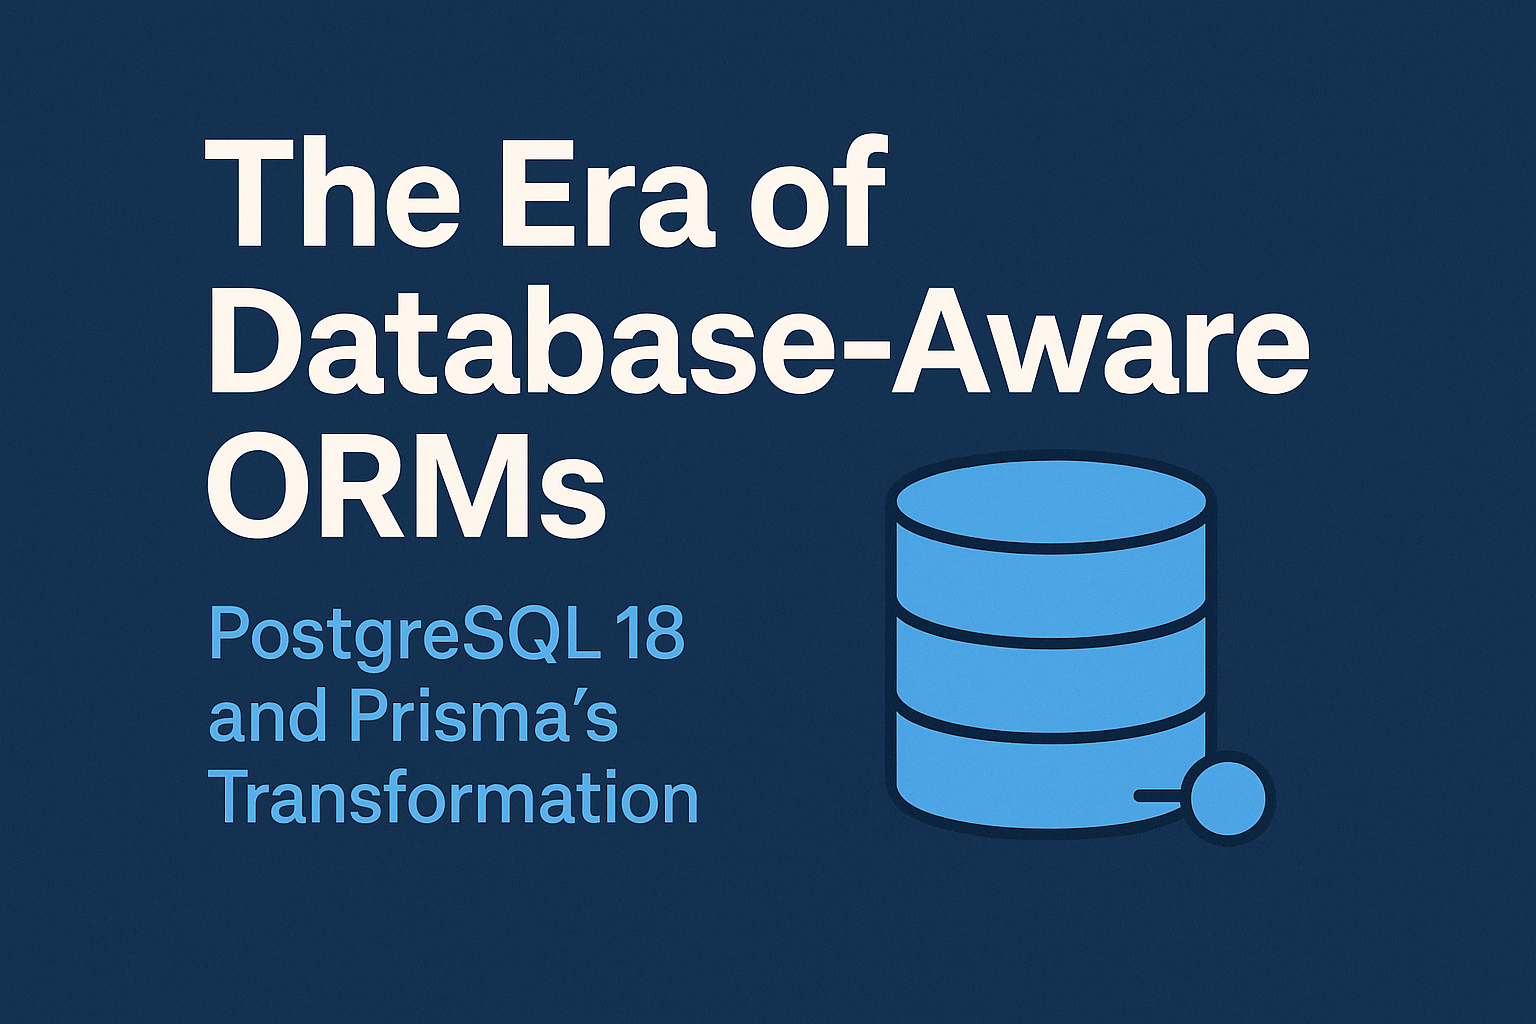 The Era of
Database-Aware
ORMs
PostgreSQL 18
and Prisma’s
Transformation